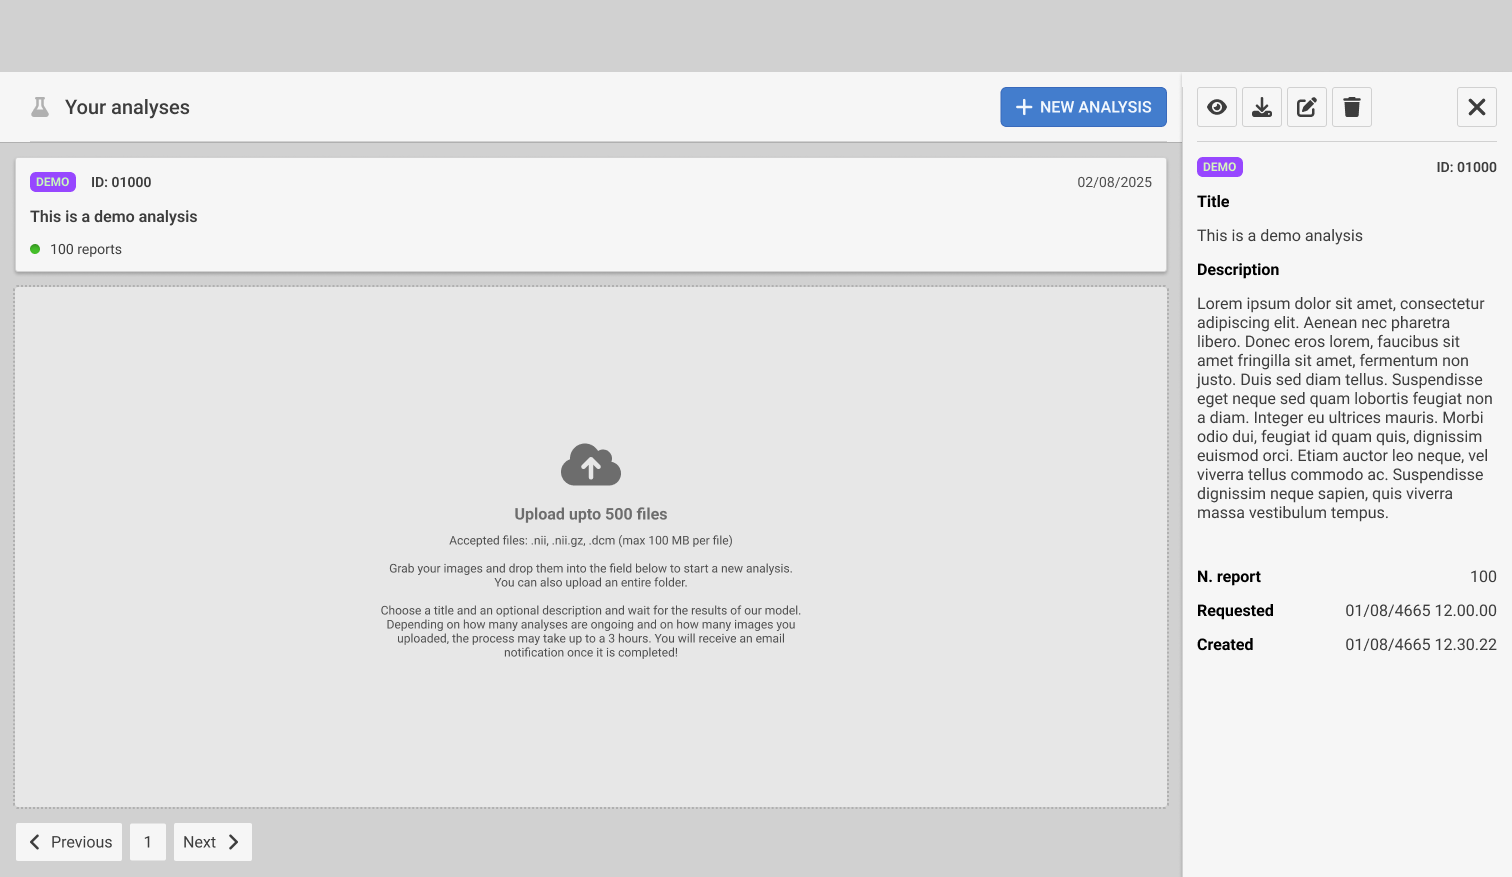 Your analyses
NEW ANALYSIS
DEMO ID: 01000 02/08/2025
This is a demo analysis
100 reports
Upload upto 500 files
Accepted files: .nii, .nii.gz, .dcm (max 100 MB per file)
Grab your images and drop them into the field below to start a new analysis.
You can also upload an entire folder.
Choose a title and an optional description and wait for the results of our model.
Depending on how many analyses are ongoing and on how many images you
uploaded, the process may take up to a 3 hours. You will receive an email
notification once it is completed!
Previous 1 Next
DEMO ID: 01000
Title
This is a demo analysis
Description
Lorem ipsum dolor sit amet, consectetur
adipiscing elit. Aenean nec pharetra
libero. Donec eros lorem, faucibus sit
amet fringilla sit amet, fermentum non
justo. Duis sed diam tellus. Suspendisse
eget neque sed quam lobortis feugiat non
a diam. Integer eu ultrices mauris. Morbi
odio dui, feugiat id quam quis, dignissim
euismod orci. Etiam auctor leo neque, vel
viverra tellus commodo ac. Suspendisse
dignissim neque sapien, quis viverra
massa vestibulum tempus.
N. report 100
Requested 01/08/4665 12.00.00
Created 01/08/4665 12.30.22